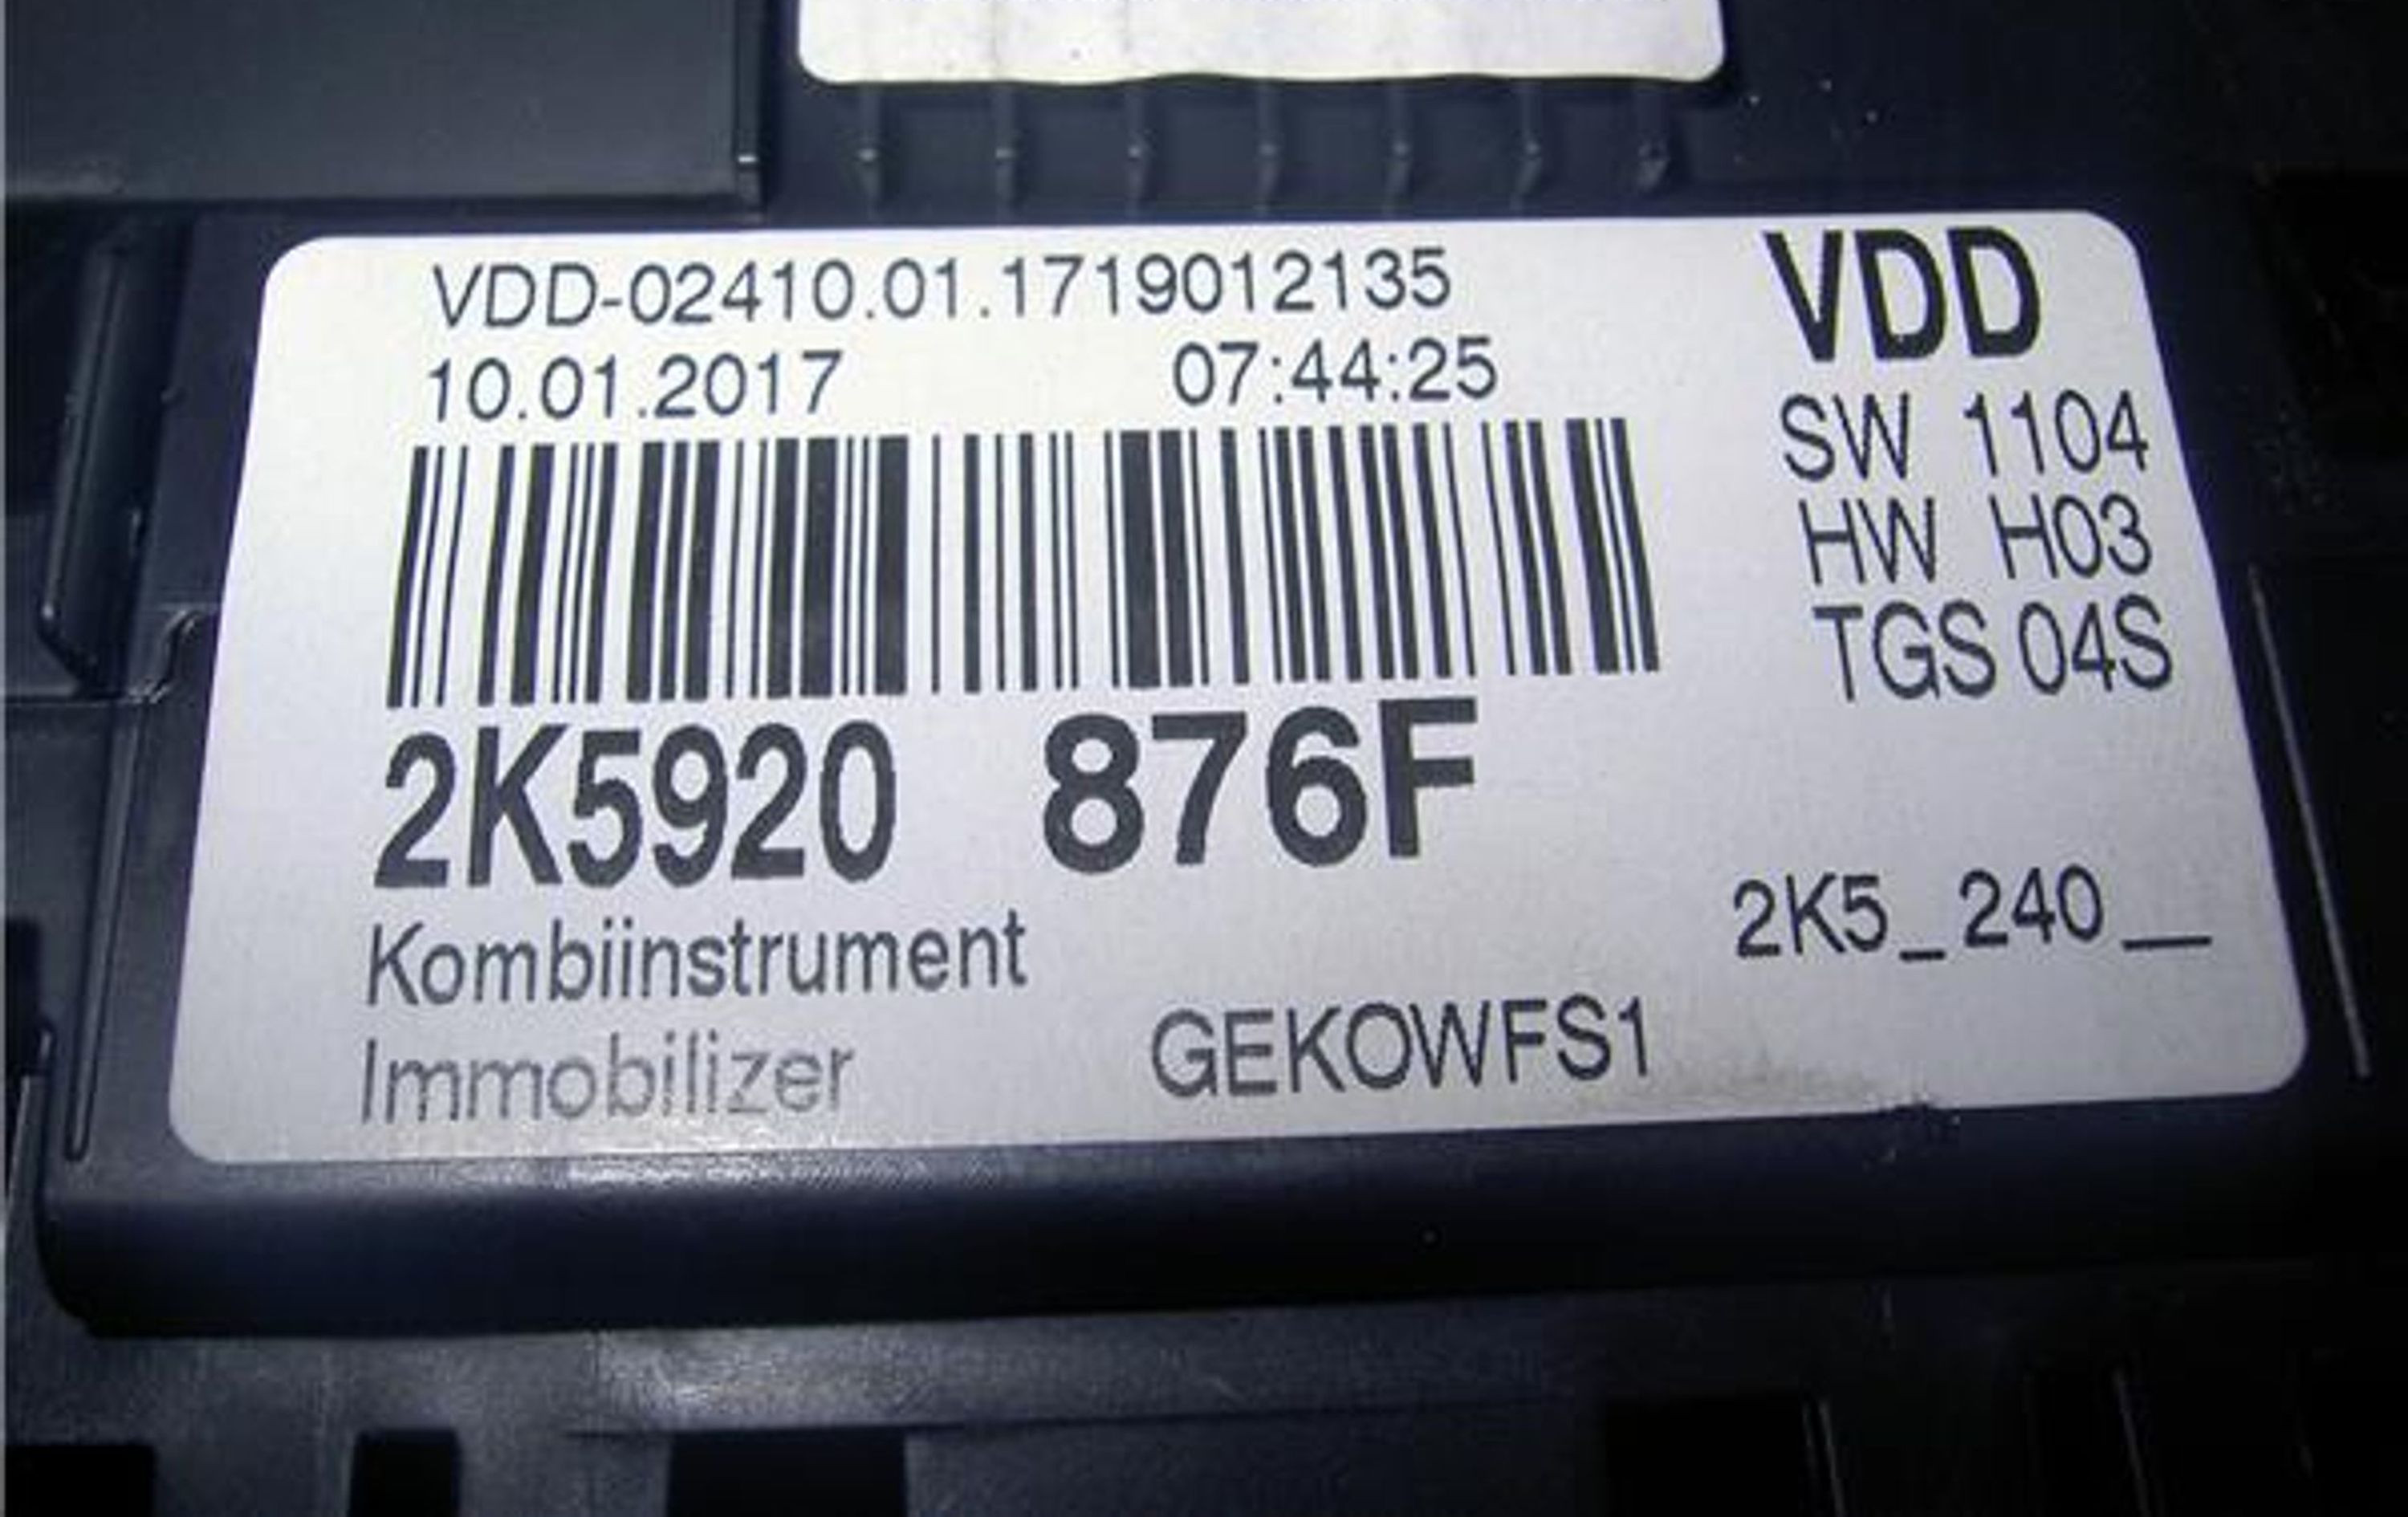 VDD-02410.01.1719012135
VDD
10.01.2017 07:44:25
SW 1104
HW H03
TGS 04S
2K5920 876F
2K5_240__
Kombiinstrument
Immobilizer GEKOWFS1